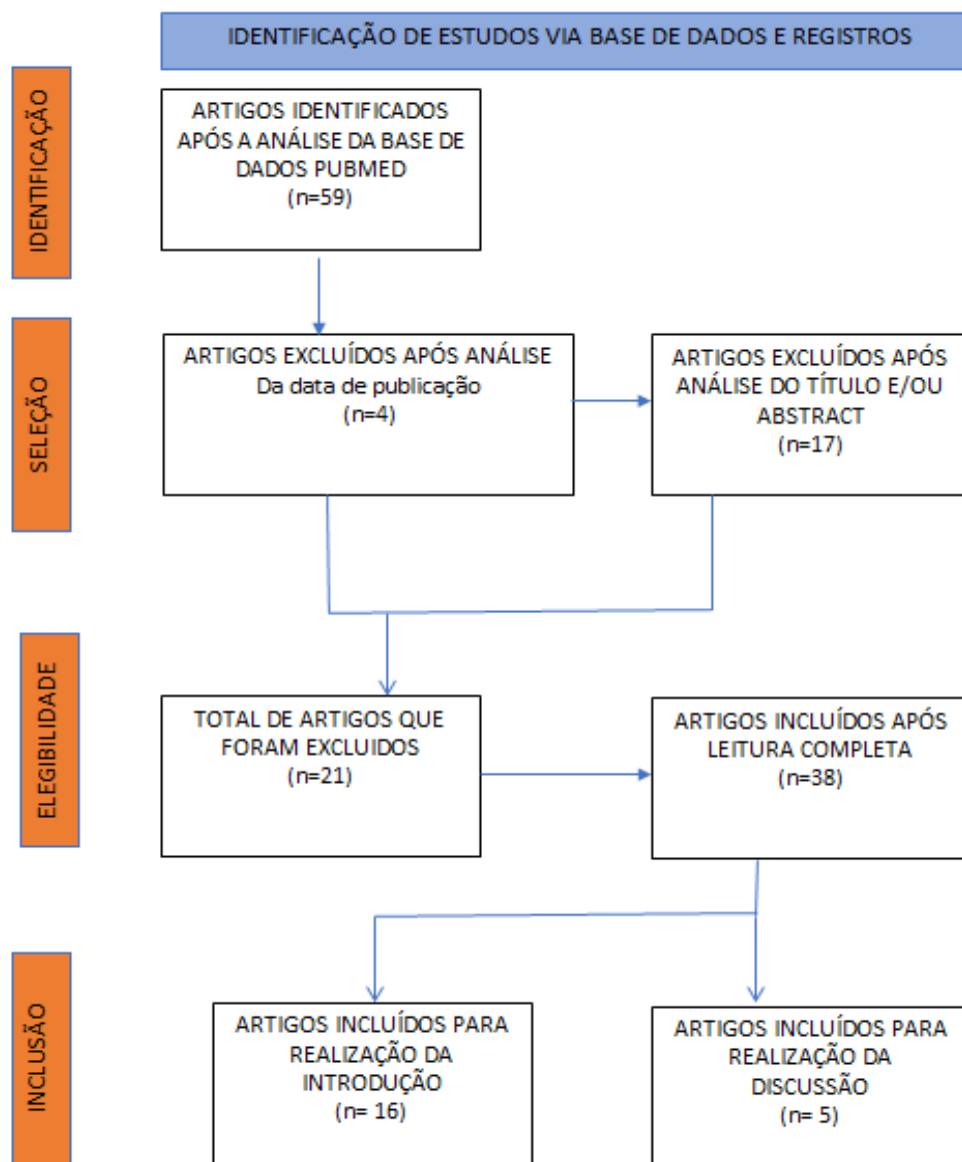 IDENTIFICAÇÃO DE ESTUDOS VIA BASE DE DADOS E REGISTROS
IDENTIFICAÇÃO
ARTIGOS IDENTIFICADOS
APÓS A ANÁLISE DA BASE DE
DADOS PUBMED
(n=59)
SELEÇÃO
ARTIGOS EXCLUÍDOS APÓS ANÁLISE
Da data de publicação
(n=4)
ARTIGOS EXCLUÍDOS APÓS
ANÁLISE DO TÍTULO E/OU
ABSTRACT
(n=17)
ELEGIBILIDADE
TOTAL DE ARTIGOS QUE
FORAM EXCLUIDOS
(n=21)
ARTIGOS INCLUÍDOS APÓS
LEITURA COMPLETA
(n=38)
INCLUSÃO
ARTIGOS INCLUÍDOS PARA
REALIZAÇÃO DA
INTRODUÇÃO
(n= 16)
ARTIGOS INCLUÍDOS PARA
REALIZAÇÃO DA
DISCUSSÃO
(n= 5)